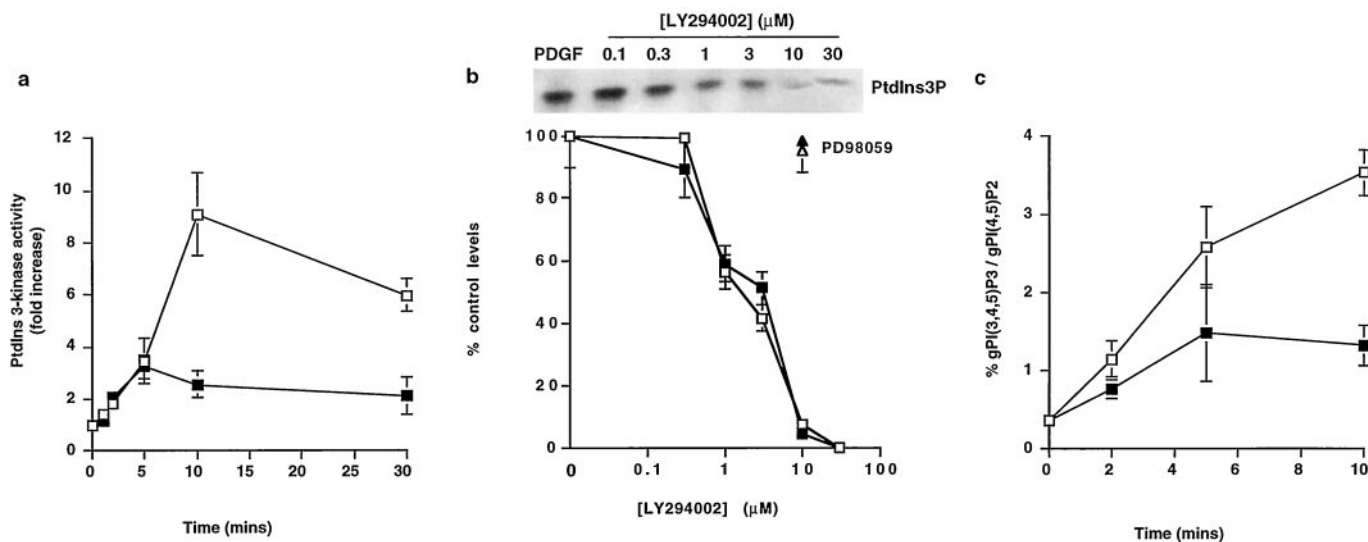 a
PtdIns 3-kinase activity
(fold increase)
12
10
8
6
4
2
0
0 5 10 15 20 25 30
Time (mins)
b
[LY294002] (µM)
PDGF 0.1 0.3 1 3 10 30
PtdIns3P
PD98059
% control levels
100
80
60
40
20
0
0 0.1 1 10 100
[LY294002] (µM)
c
% gPI(3,4,5)P3 / gPI(4,5)P2
4
3
2
1
0
0 2 4 6 8 10
Time (mins)